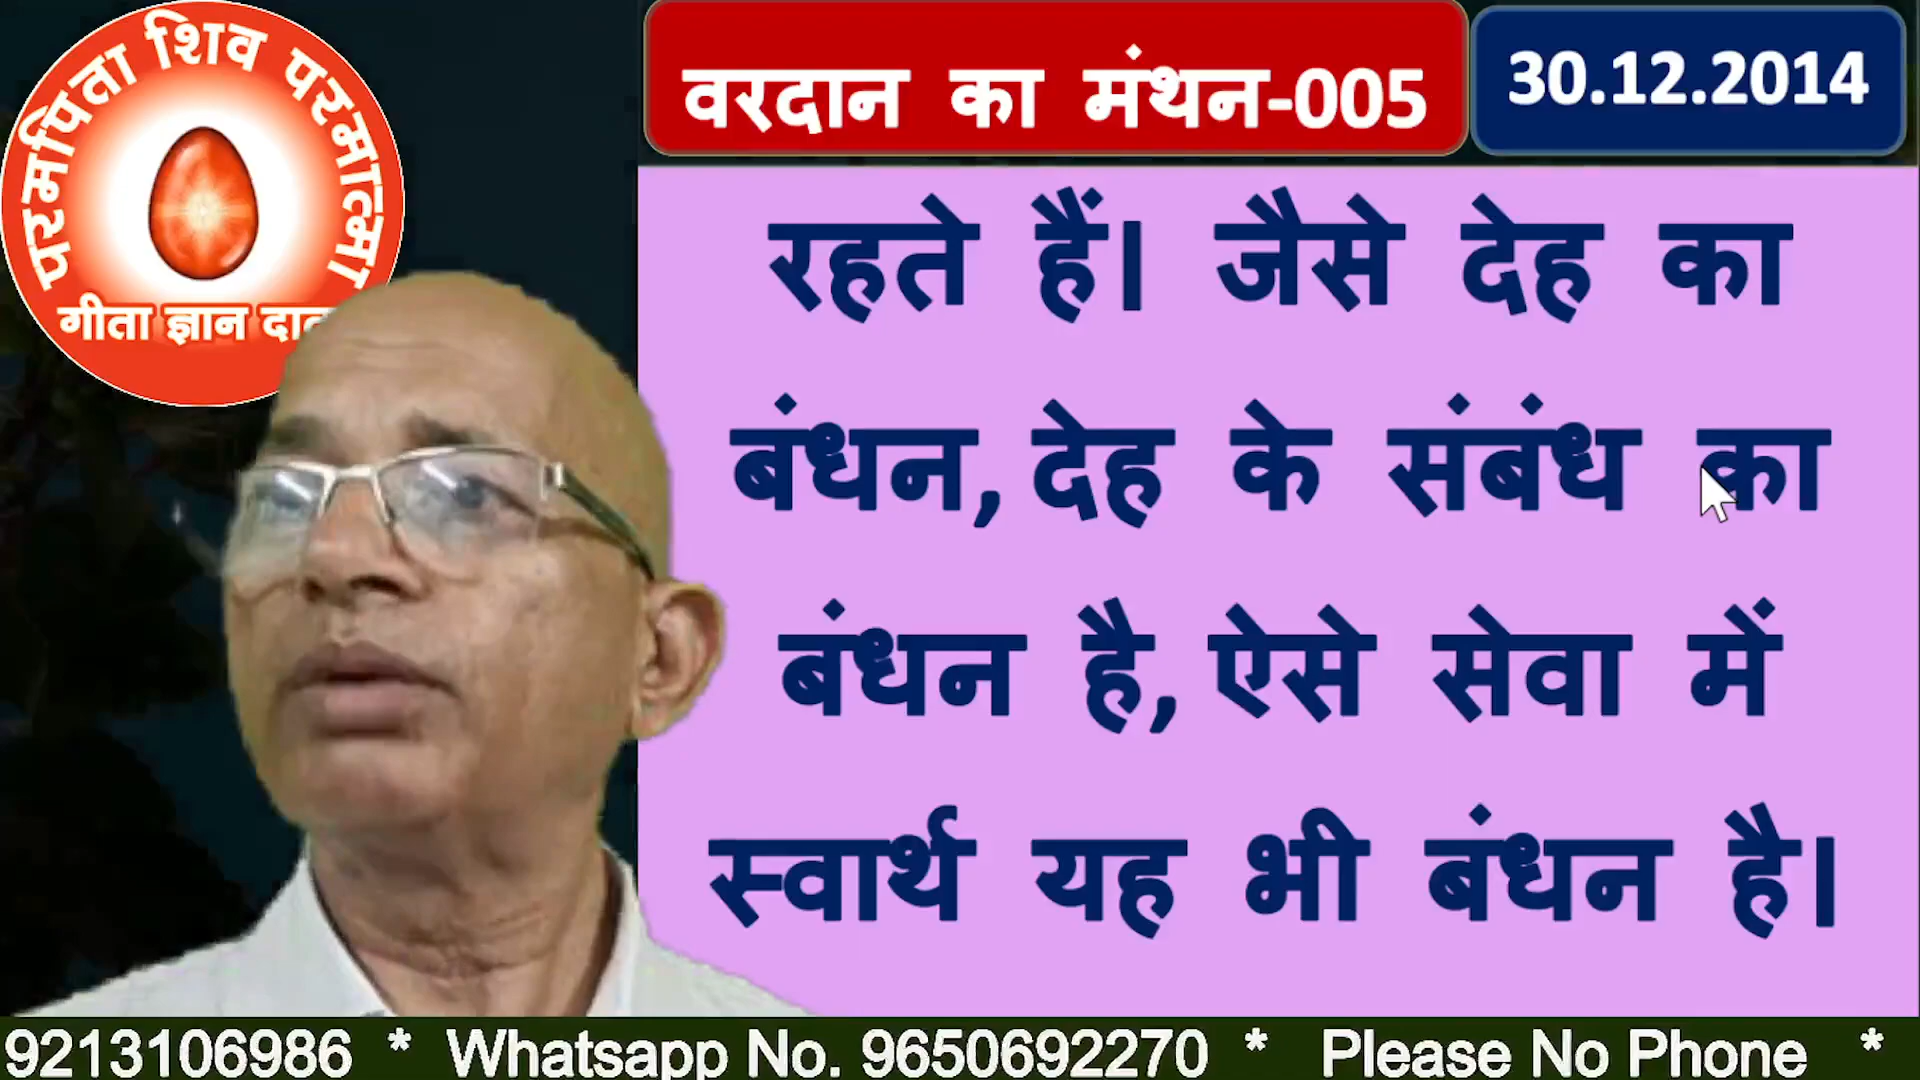 परमपिता शिव परमात्मा
गीता ज्ञान
वरदान का मंथन-005
30.12.2014
रहते हैं। जैसे देह का
बंधन, देह के संबंध का
बंधन है, ऐसे सेवा में
स्वार्थ यह भी बंधन है।
9213106986 * Whatsapp No. 9650692270 * Please No Phone *